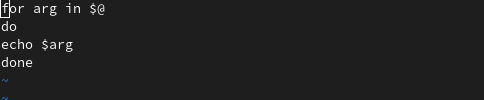 for arg in $@
do
echo $arg
done
~
~